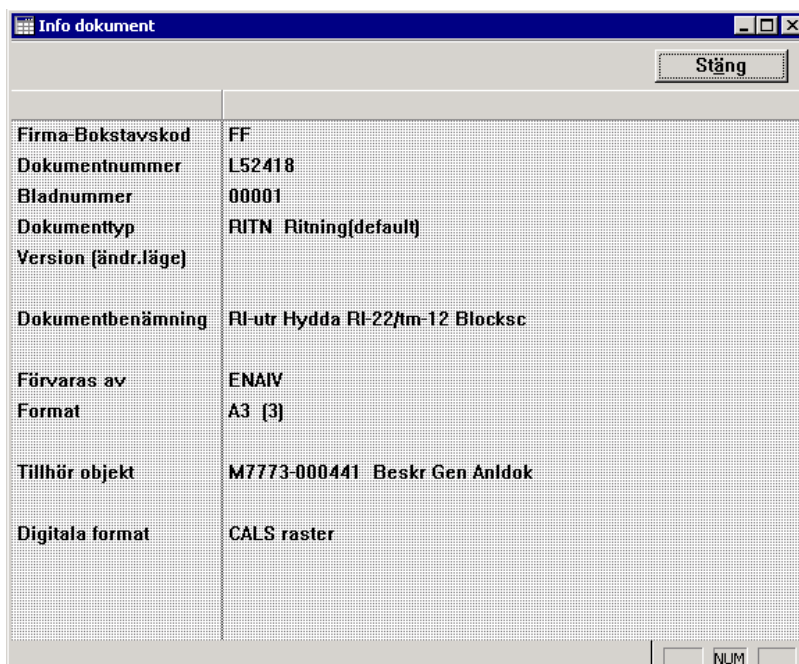 Info dokument
Stäng
Firma-Bokstavskod FF
Dokumentnummer L52418
Bladnummer 00001
Dokumenttyp RITN Ritning(default)
Version (ändr.läge)
Dokumentbenämning RI-utr Hydda RI-22/tm-12 Blocksc
Förvaras av ENAIV
Format A3 (3)
Tillhör objekt M7773-000441 Beskr Gen Anldok
Digitala format CALS raster
NUM